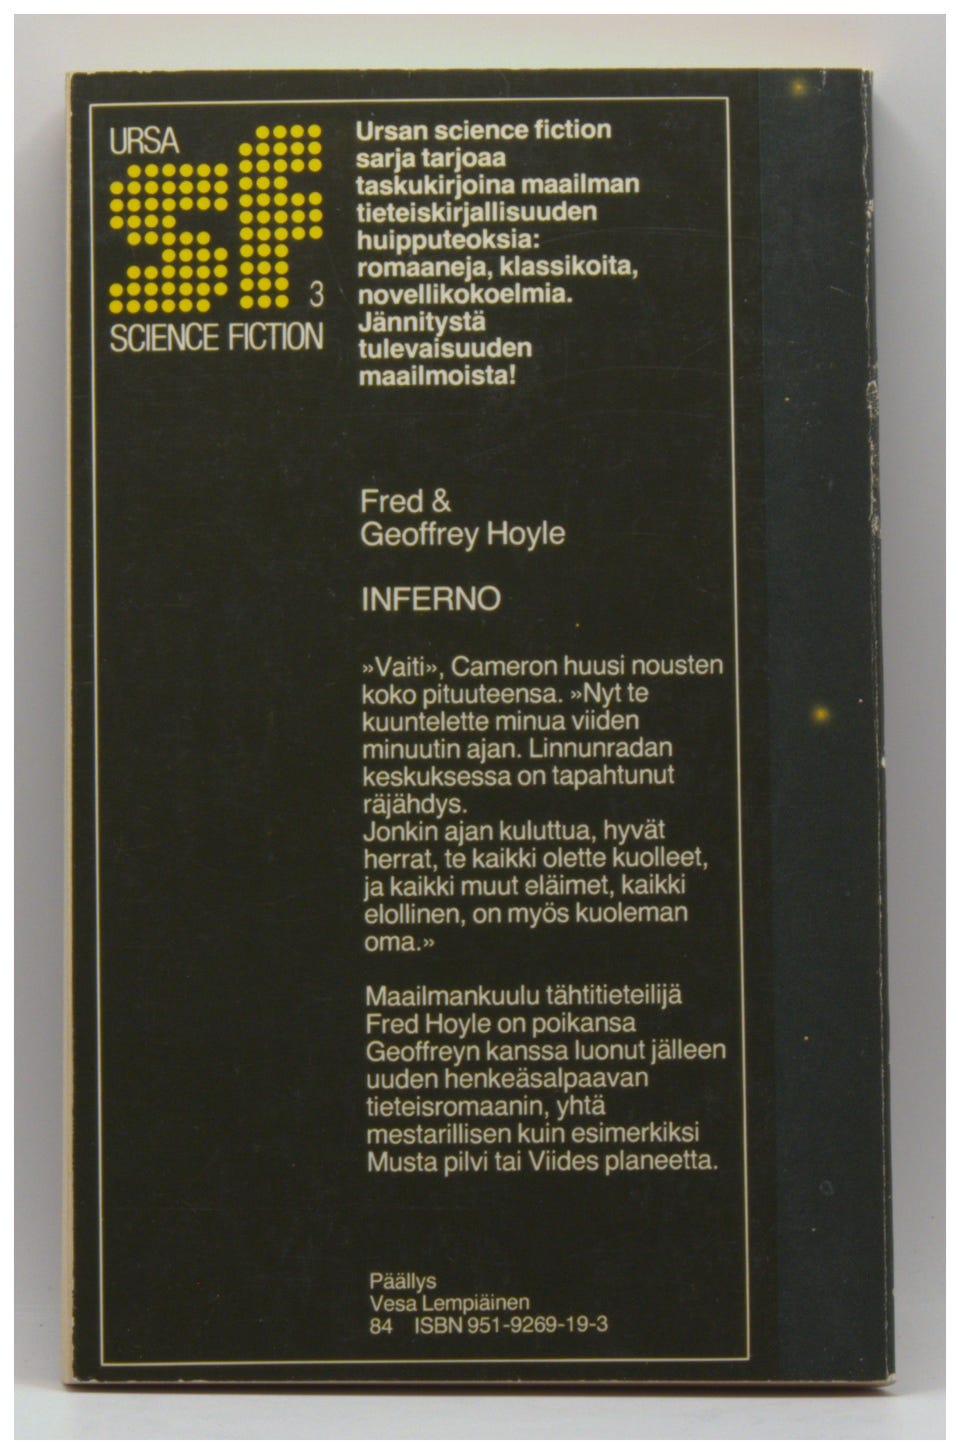 URSA
sf
3
SCIENCE FICTION
Ursan science fiction
sarja tarjoaa
taskukirjoina maailman
tieteiskirjallisuuden
huipputeoksia:
romaaneja, klassikoita,
novellikokoelmia.
Jännitystä
tulevaisuuden
maailmoista!
Fred &
Geoffrey Hoyle
INFERNO
»Vaiti», Cameron huusi nousten
koko pituuteensa. »Nyt te
kuuntelette minua viiden
minuutin ajan. Linnunradan
keskuksessa on tapahtunut
räjähdys.
Jonkin ajan kuluttua, hyvät
herrat, te kaikki olette kuolleet,
ja kaikki muut eläimet, kaikki
elollinen, on myös kuoleman
oma.»
Maailmankuulu tähtitieteilijä
Fred Hoyle on poikansa
Geoffreyn kanssa luonut jälleen
uuden henkeäsalpaavan
tieteisromaanin, yhtä
mestarillisen kuin esimerkiksi
Musta pilvi tai Viides planeetta.
Päällys
Vesa Lempiäinen
84 ISBN 951-9269-19-3